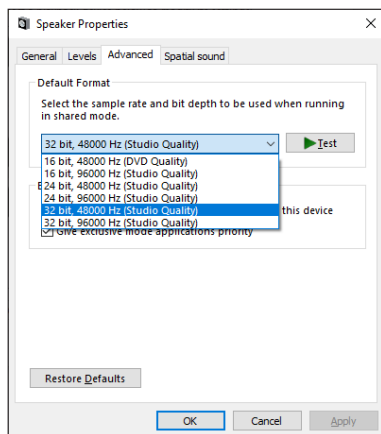 Speaker Properties
General Levels Advanced Spatial sound
Default Format
Select the sample rate and bit depth to be used when running
in shared mode.
32 bit, 48000 Hz (Studio Quality)
Test
16 bit, 48000 Hz (DVD Quality)
16 bit, 96000 Hz (Studio Quality)
24 bit, 48000 Hz (Studio Quality)
24 bit, 96000 Hz (Studio Quality)
32 bit, 48000 Hz (Studio Quality)
32 bit, 96000 Hz (Studio Quality)
this device
Give exclusive mode applications priority
Restore Defaults
OK Cancel Apply